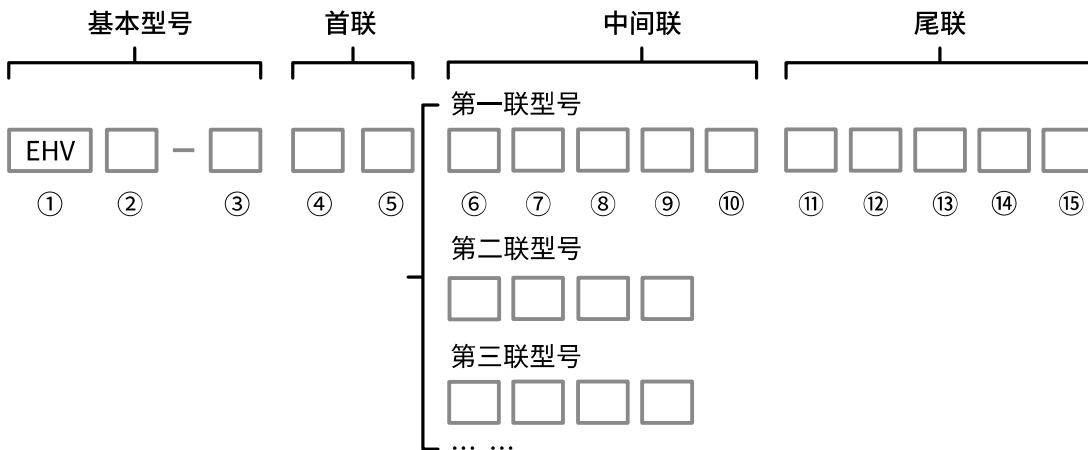 基本型号 首联 中间联 尾联
第一联型号
EHV —
① ② ③ ④ ⑤ ⑥ ⑦ ⑧ ⑨ ⑩ ⑪ ⑫ ⑬ ⑭ ⑮
第二联型号
第三联型号
… …